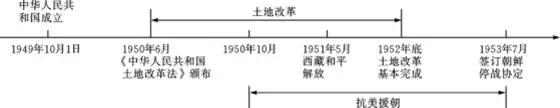 中华人民共
和国成立
土地改革
1949年10月1日
1950年6月
《中华人民共和国
土地改革法》颁布
1950年10月
1951年5月
西藏和平
解放
1952年底
土地改革
基本完成
1953年7月
签订朝鲜
停战协定
抗美援朝